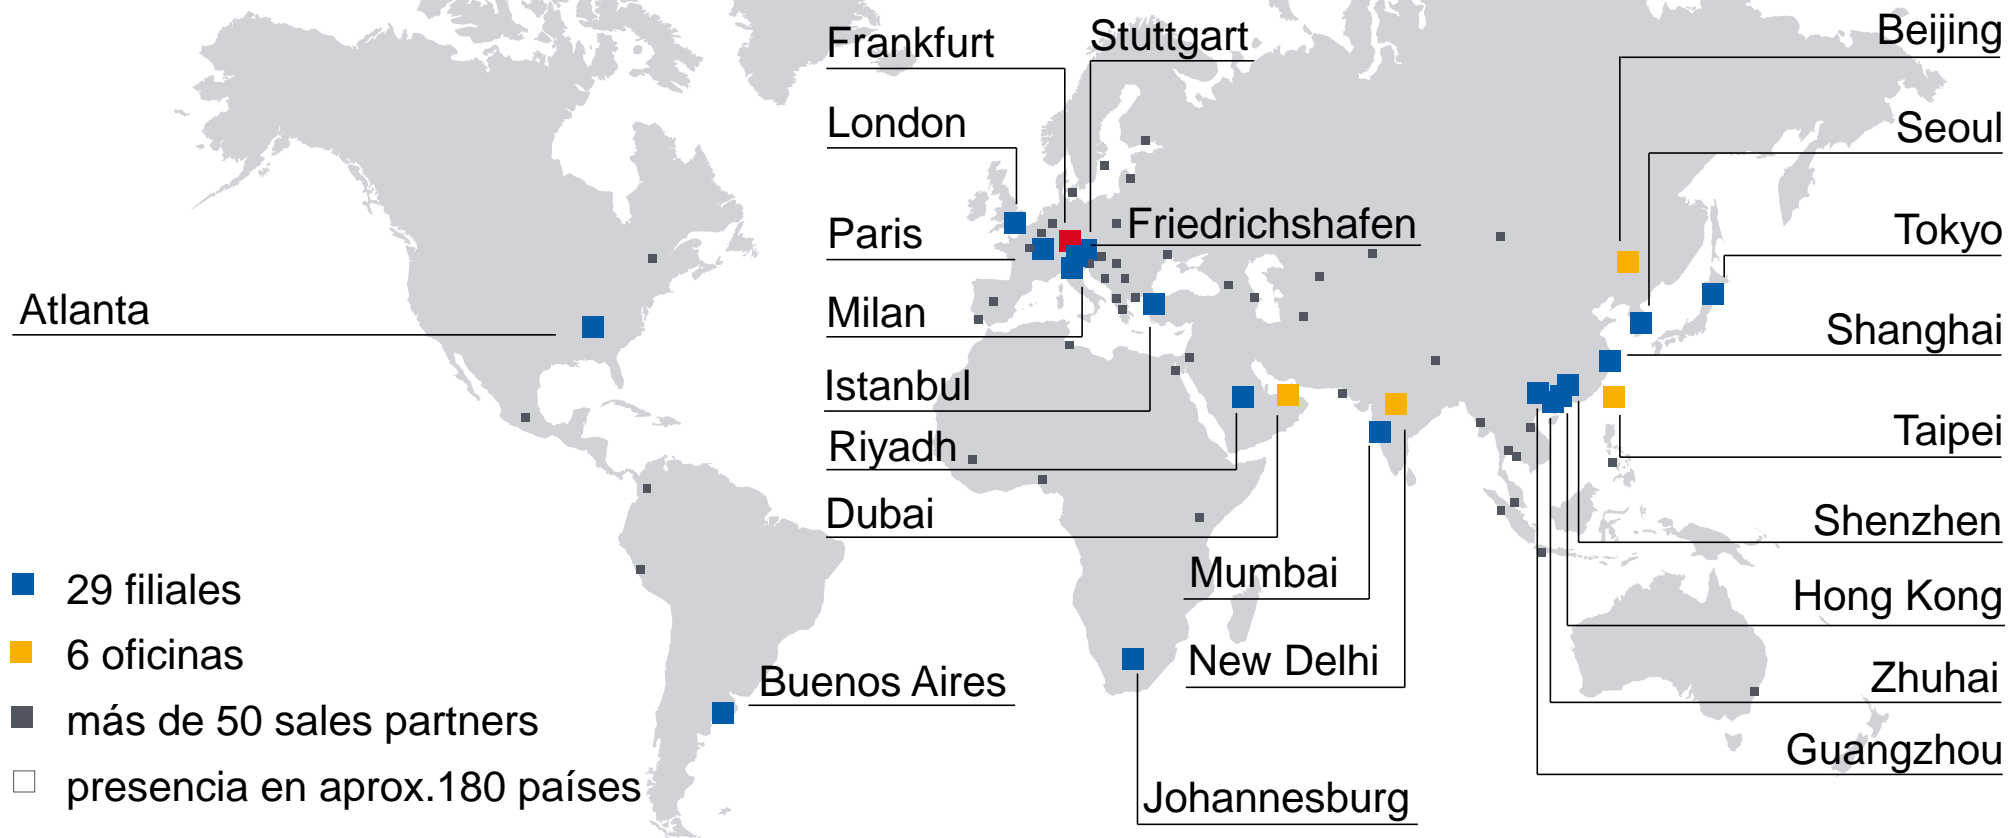 Frankfurt
Stuttgart
Beijing
London
Seoul
Paris
Friedrichshafen
Tokyo
Atlanta
Milan
Shanghai
Istanbul
Riyadh
Taipei
Dubai
Shenzhen
Mumbai
Hong Kong
New Delhi
Zhuhai
Buenos Aires
Guangzhou
Johannesburg
29 filiales
6 oficinas
más de 50 sales partners
presencia en aprox.180 países